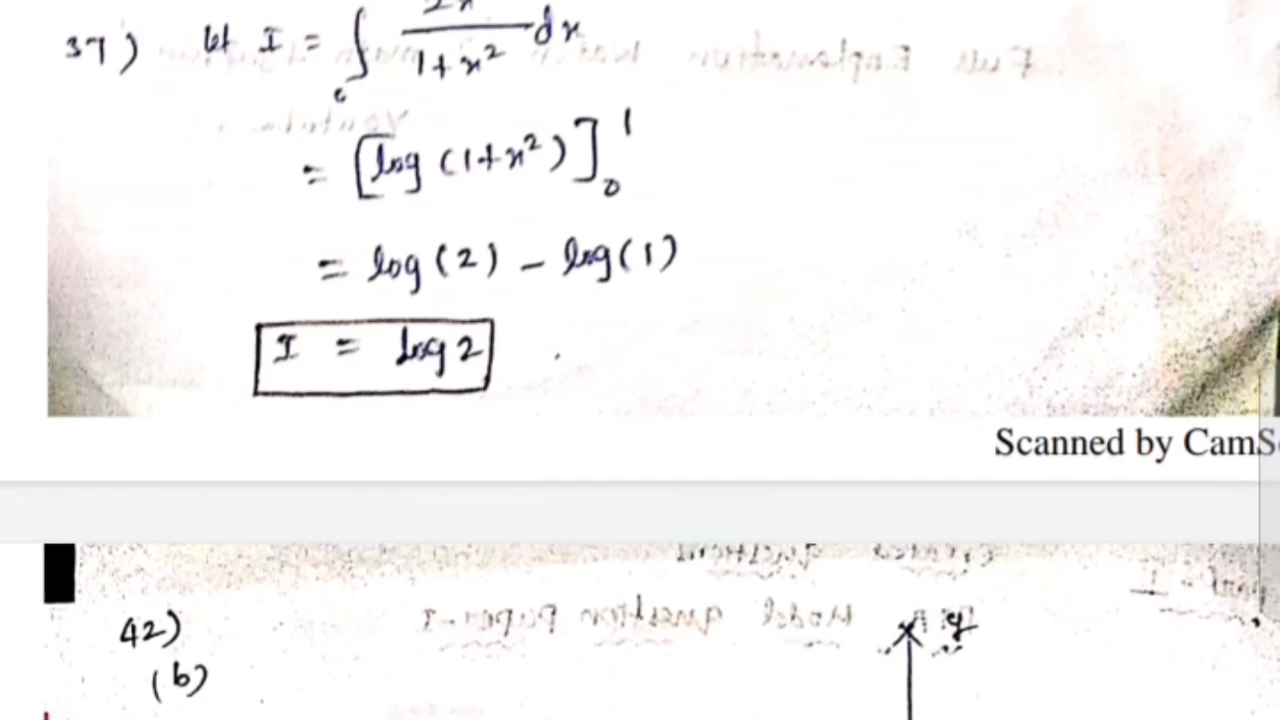 37) let I = ∫ 2x/1+x² dx
= [log (1+x²)]₀¹
= log (2) – log (1)
I = log 2
Scanned by CamS
42)
(b)
y